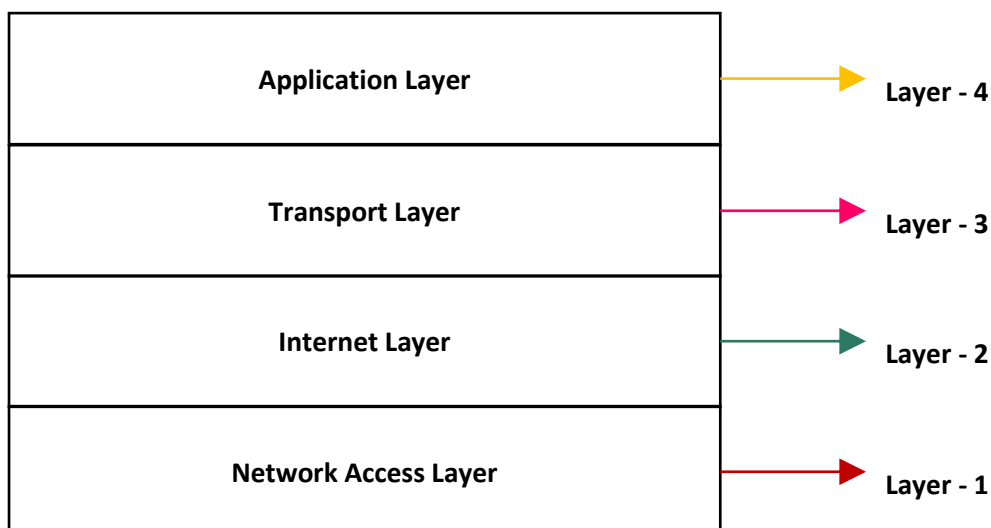 Application Layer
Layer - 4
Transport Layer
Layer - 3
Internet Layer
Layer - 2
Network Access Layer
Layer - 1